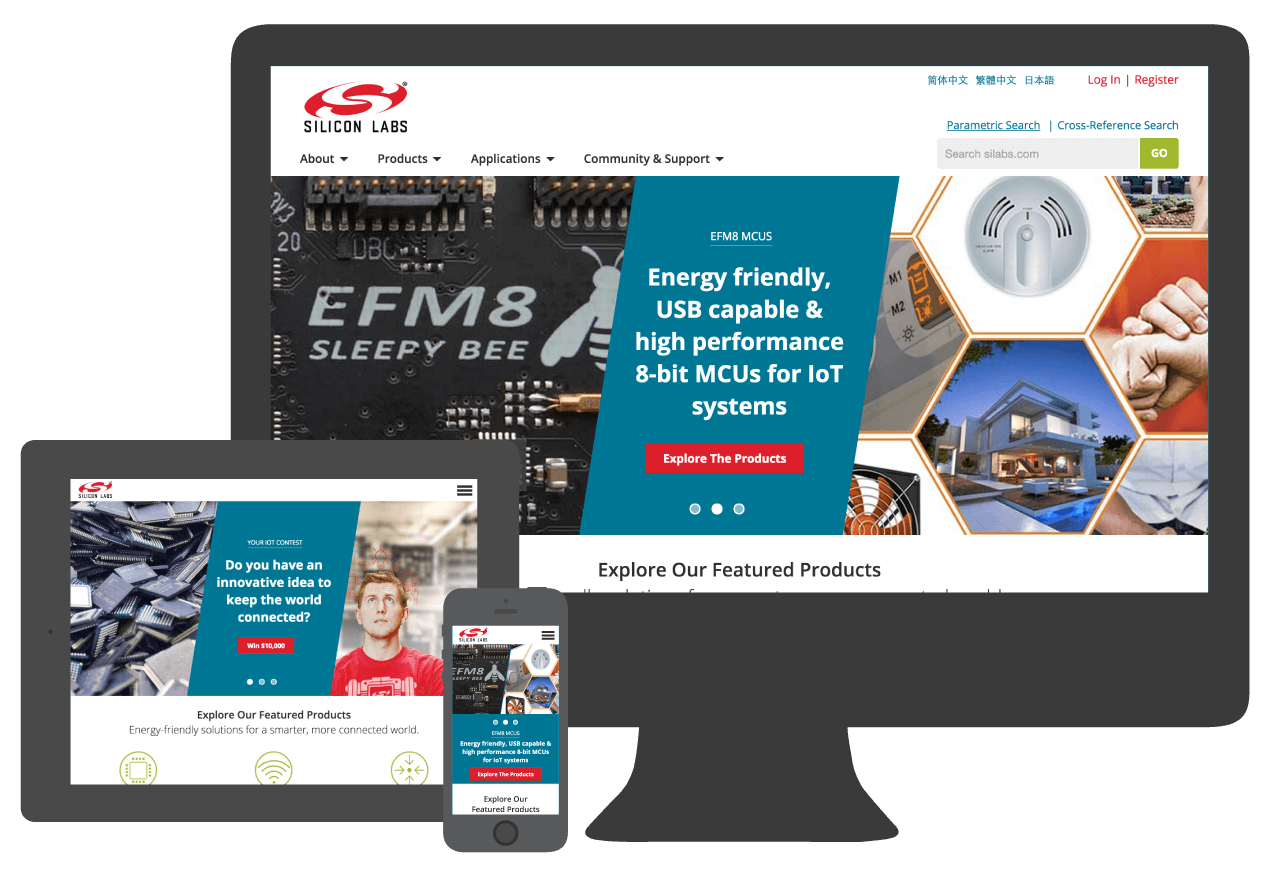 简体中文 繁體中文 日本語
Log In | Register
SILICON LABS
Parametric Search | Cross-Reference Search
About
Products
Applications
Community & Support
Search silabs.com
GO
3V3
20
DBG
EFM8
SLEEPY BEE
EFM8 MCUS
Energy friendly,
USB capable &
high performance
8-bit MCUs for IoT
systems
Explore The Products
M1
M2
Explore Our Featured Products
SILICON LABS
YOUR IOT CONTEST
Do you have an
innovative idea to
keep the world
connected?
Win $10,000
Explore Our Featured Products
Energy-friendly solutions for a smarter, more connected world.
SILICON LABS
EFM8
SLEEPY BEE
EFM8 MCUS
Energy friendly, USB capable &
high performance 8-bit MCUs
for IoT systems
Explore The Products
Explore Our
Featured Products